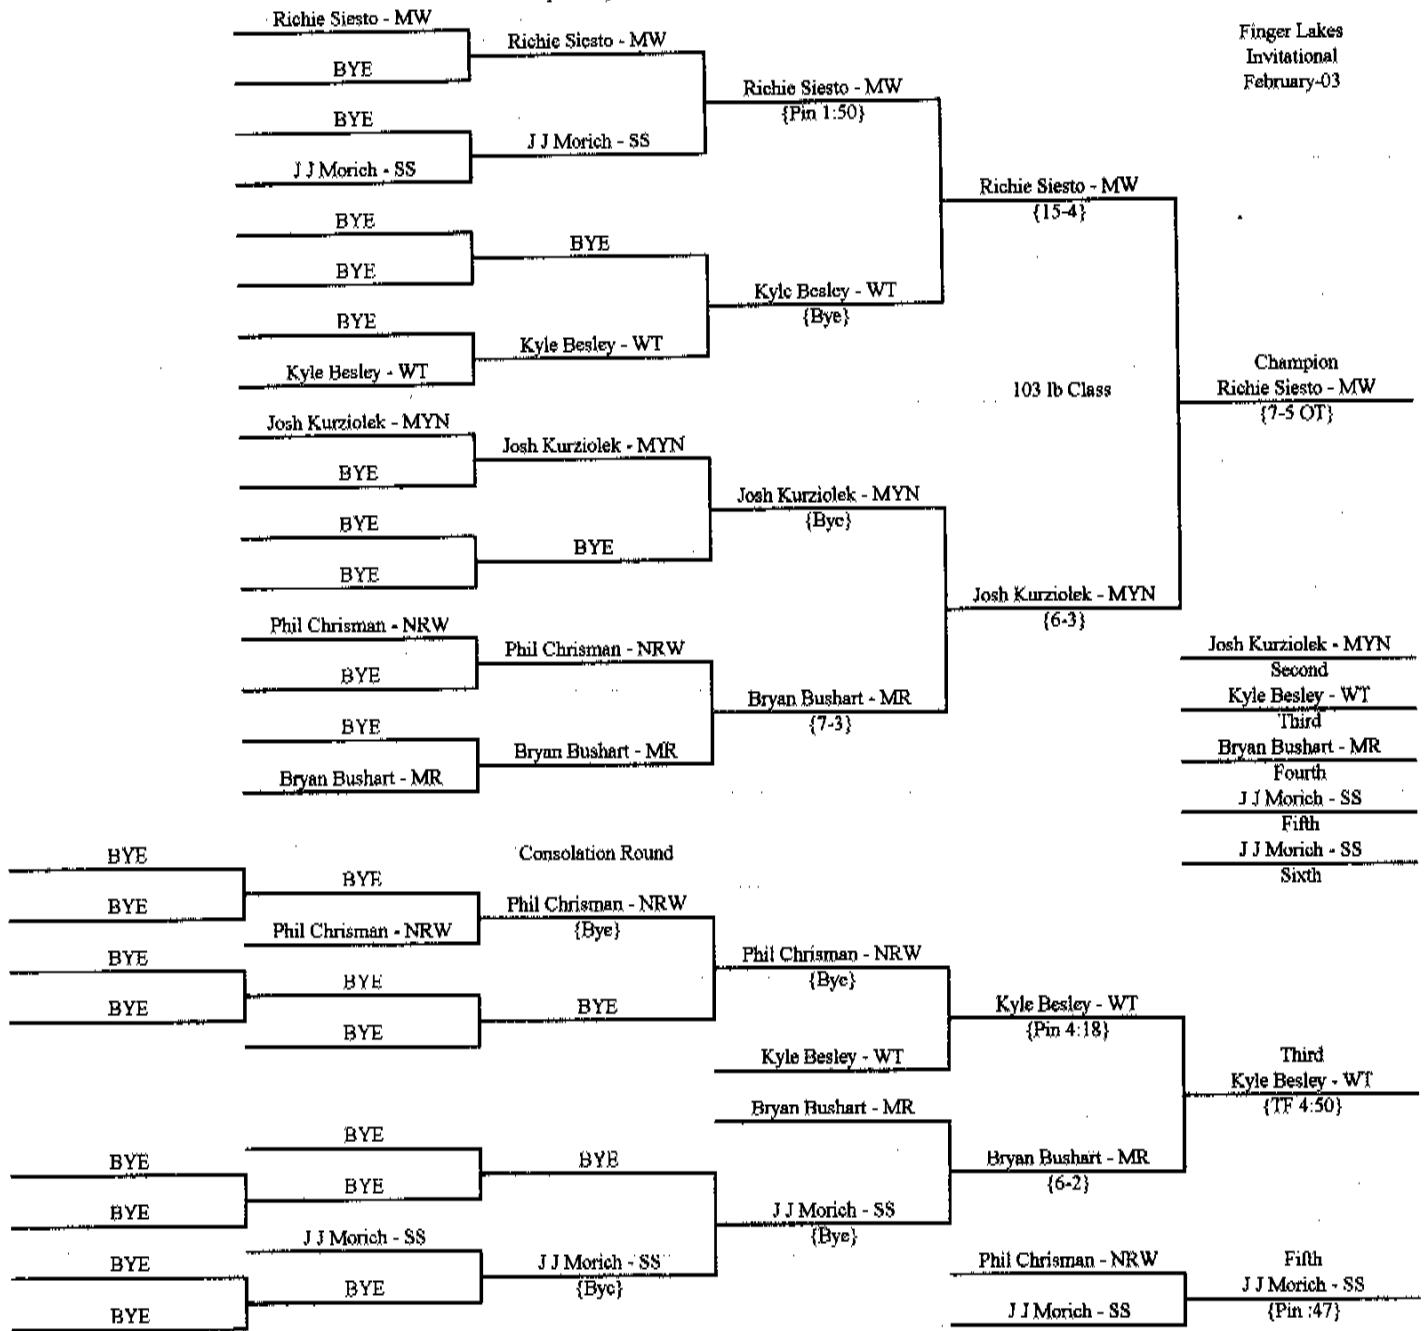 Finger Lakes
Invitational
February-03
Richie Siesto - MW
BYE
BYE
J J Morich - SS
BYE
BYE
BYE
Kyle Besley - WT
Josh Kurziolek - MYN
BYE
BYE
BYE
Phil Chrisman - NRW
BYE
BYE
Bryan Bushart - MR
Richie Siesto - MW
J J Morich - SS
BYE
Kyle Besley - WT
Josh Kurziolek - MYN
BYE
Phil Chrisman - NRW
Bryan Bushart - MR
Richie Siesto - MW
{Pin 1:50}
Kyle Besley - WT
{Bye}
Josh Kurziolek - MYN
{Bye}
Bryan Bushart - MR
{7-3}
Richie Siesto - MW
{15-4}
103 lb Class
Josh Kurziolek - MYN
{6-3}
Champion
Richie Siesto - MW
{7-5 OT}
Josh Kurziolek - MYN
Second
Kyle Besley - WT
Third
Bryan Bushart - MR
Fourth
J J Morich - SS
Fifth
J J Morich - SS
Sixth
Consolation Round
BYE
BYE
BYE
BYE
BYE
BYE
BYE
BYE
BYE
Phil Chrisman - NRW
BYE
BYE
BYE
BYE
J J Morich - SS
BYE
Phil Chrisman - NRW
{Bye}
BYE
BYE
J J Morich - SS
{Bye}
Phil Chrisman - NRW
{Bye}
Kyle Besley - WT
Bryan Bushart - MR
J J Morich - SS
{Bye}
Kyle Besley - WT
{Pin 4:18}
Bryan Bushart - MR
{6-2}
Phil Chrisman - NRW
J J Morich - SS
Third
Kyle Besley - WT
{TF 4:50}
Fifth
J J Morich - SS
{Pin :47}